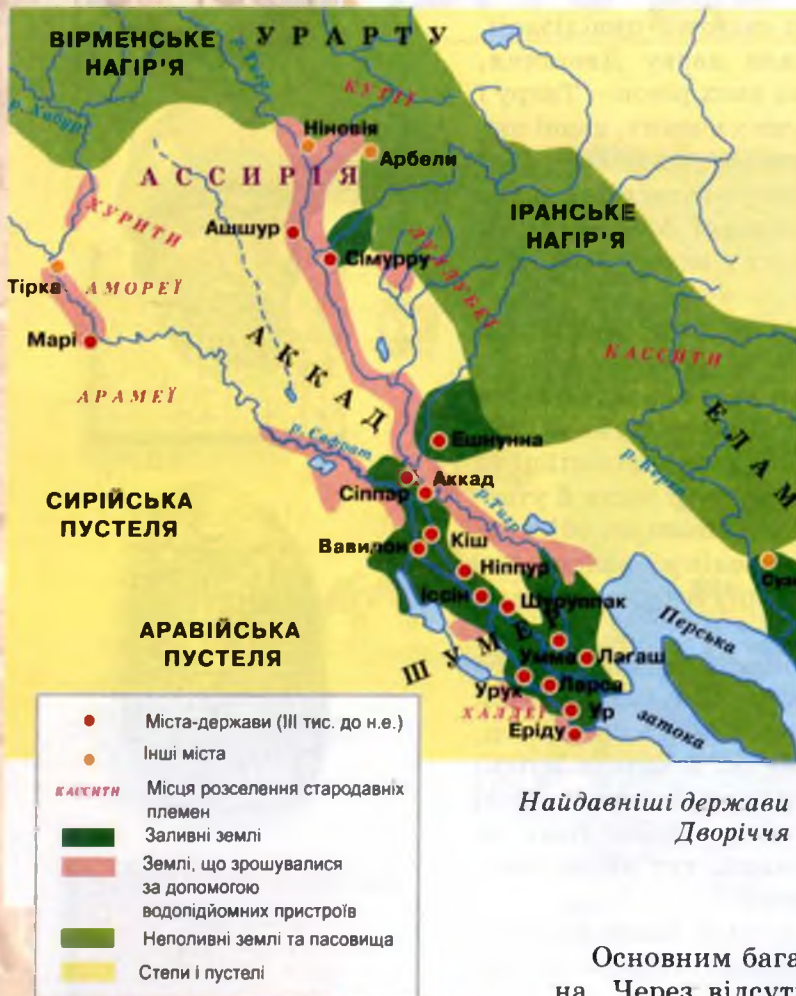 ВІРМЕНСЬКЕ
НАГІР'Я
УРАРТУ
р. Тигр
р. Хабур
КУТІЇ
Ніновія
Арбели
АССИРІЯ
ХУРИТИ
Ашшур
Сімурру
ЛУЛЛУБЕЇ
ІРАНСЬКЕ
НАГІР'Я
Тірка
АМОРЕЇ
Марі
АРАМЕЇ
АККАД
КАССИТИ
ЕЛАМ
р. Євфрат
Ешнунна
р. Керхе
СИРІЙСЬКА
ПУСТЕЛЯ
Аккад
Сіппар
р. Тигр
Вавилон
Кіш
Ніппур
Іссін
Шуруппак
АРАВІЙСЬКА
ПУСТЕЛЯ
ШУМЕР
Умма
Лагаш
Урук
Ларса
ХАЛДЕЇ
Ур
Еріду
Перська
затока
Міста-держави (III тис. до н.е.)
Інші міста
КАССИТИ
Місця розселення стародавніх
племен
Заливні землі
Землі, що зрошувалися
за допомогою
водопідйомних пристроїв
Неполивні землі та пасовища
Степи і пустелі
Найдавніші держави
Дворіччя
Основним бага
на. Через відсут